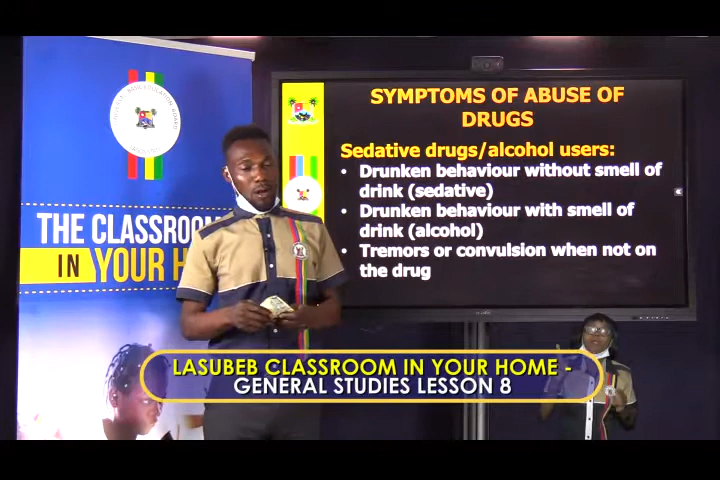 SYMPTOMS OF ABUSE OF
DRUGS
Sedative drugs/alcohol users:
• Drunken behaviour without smell of
drink (sedative)
• Drunken behaviour with smell of
drink (alcohol)
• Tremors or convulsion when not on
the drug
THE CLASSROOM
IN YOUR H
LASUBEB CLASSROOM IN YOUR HOME -
GENERAL STUDIES LESSON 8